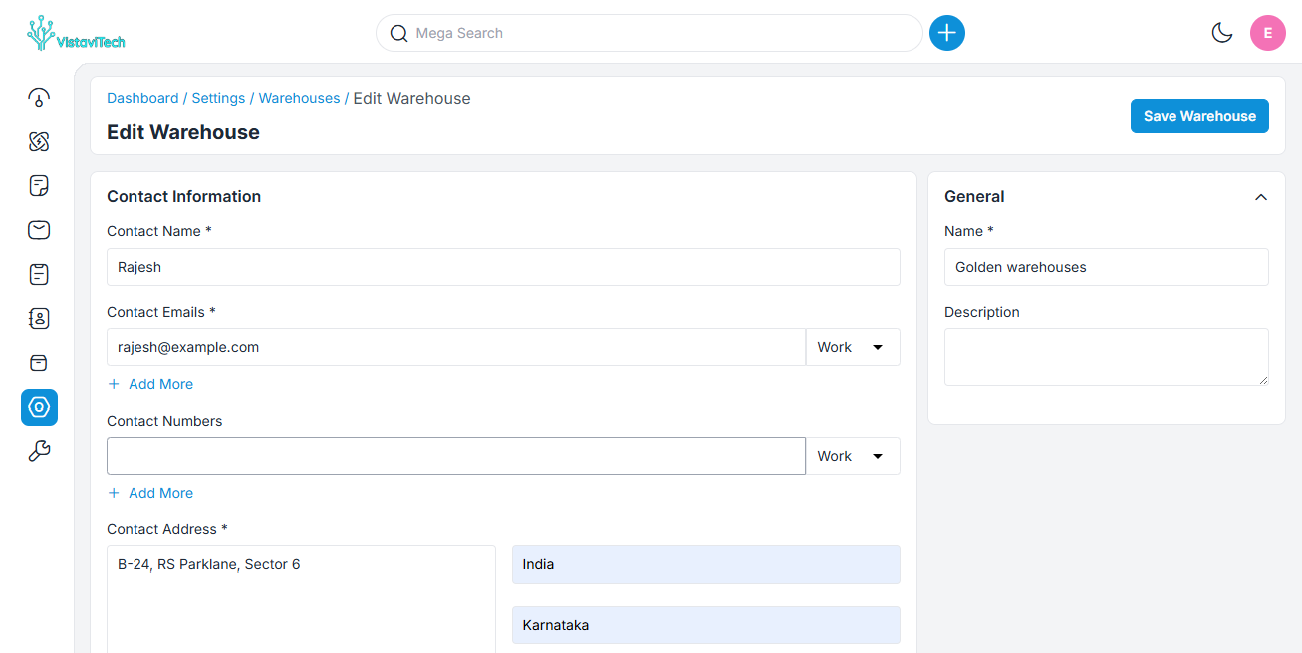 VistaviTech
Mega Search
E
Dashboard / Settings / Warehouses / Edit Warehouse
Edit Warehouse
Save Warehouse
Contact Information
Contact Name *
Rajesh
Contact Emails *
rajesh@example.com
Work
+ Add More
Contact Numbers
Work
+ Add More
Contact Address *
B-24, RS Parklane, Sector 6
India
Karnataka
General
Name *
Golden warehouses
Description